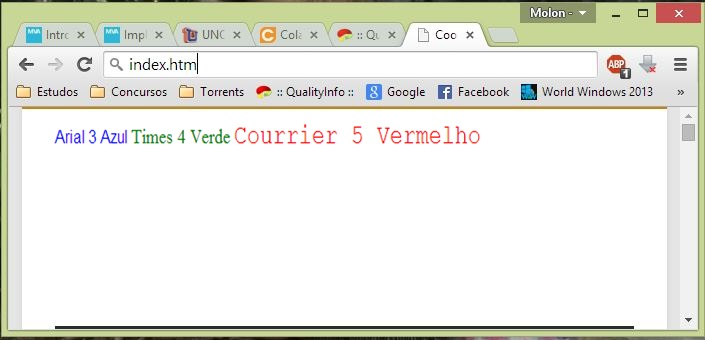 Molon -
Intro Impl UNC Cola :: Qu Coo
index.htm
ABP 1
Estudos Concursos Torrents :: QualityInfo :: Google Facebook World Windows 2013 »
Arial 3 Azul Times 4 Verde Courrier 5 Vermelho